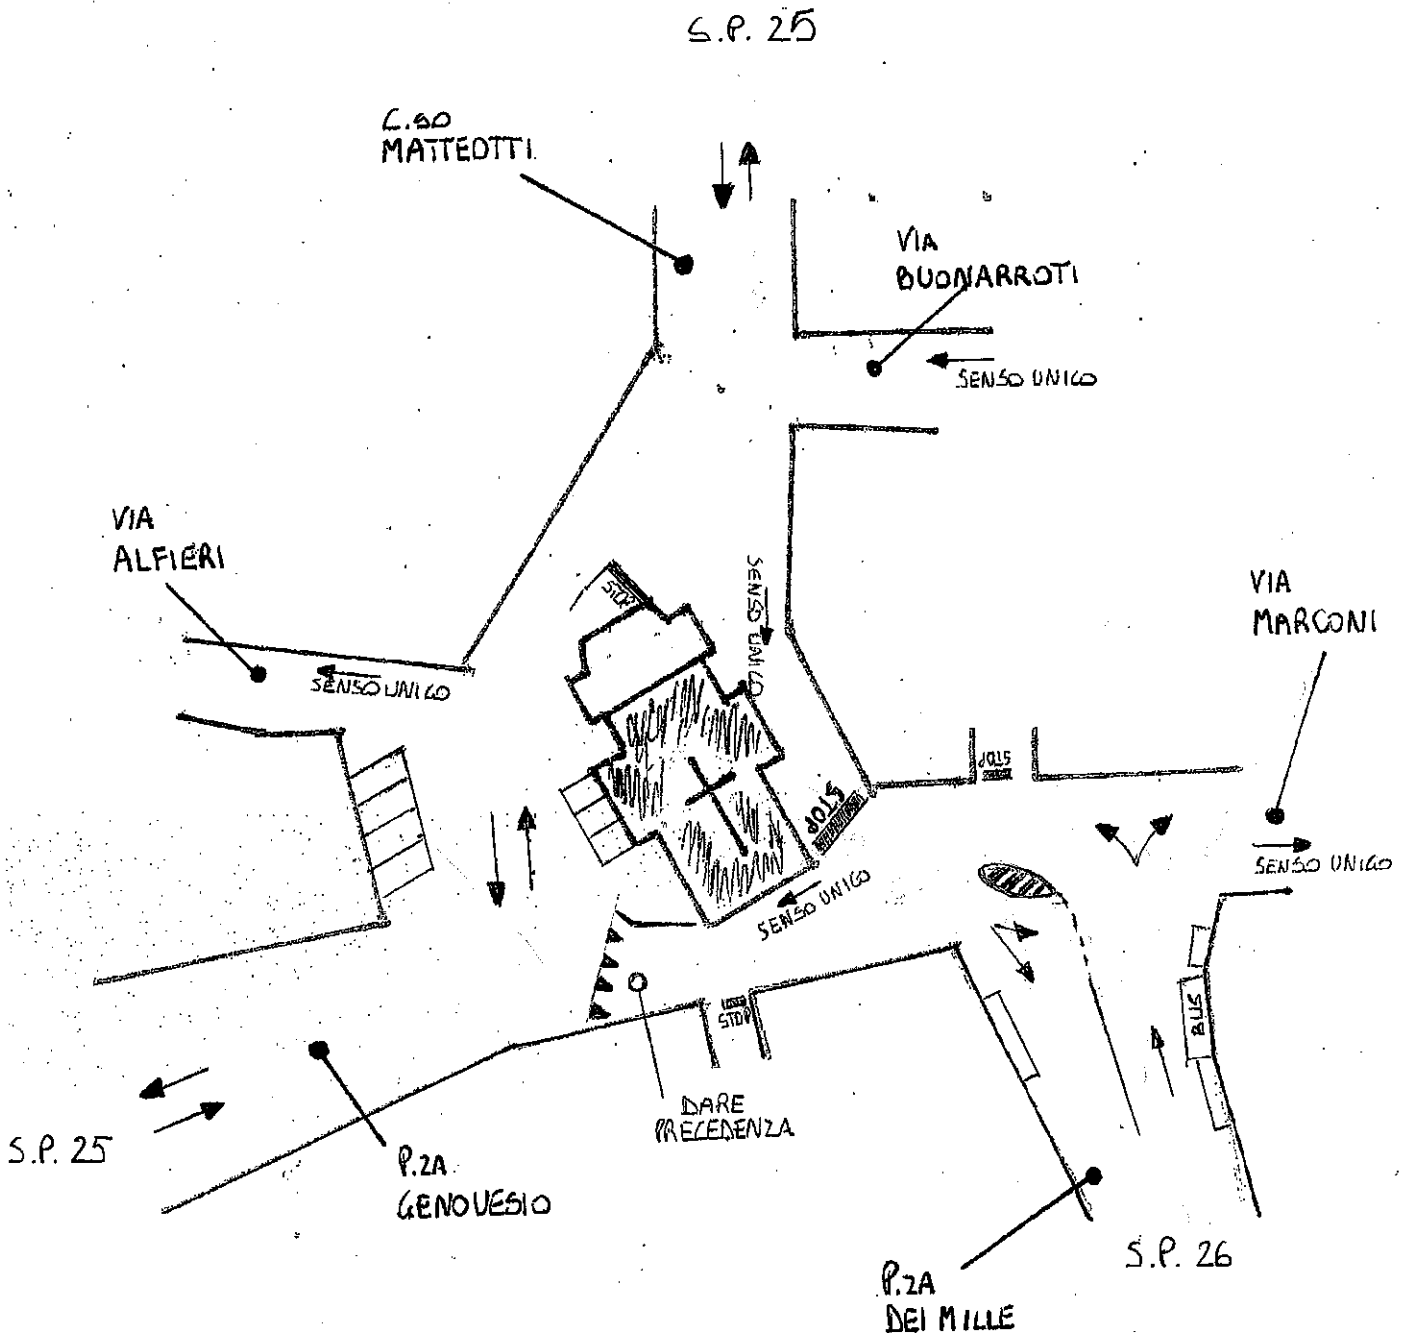 S.P. 25
C.SO
MATTEOTTI
VIA
BUONARROTI
SENSO UNICO
VIA
ALFIERI
SENSO UNICO
STOP
SENSO UNICO
VIA
MARCONI
STOP
STOP
SENSO UNICO
SENSO UNICO
BUS
STOP
DARE
PRECEDENZA
S.P. 25
P.ZA
GENOVESIO
P.ZA
DEI MILLE
S.P. 26